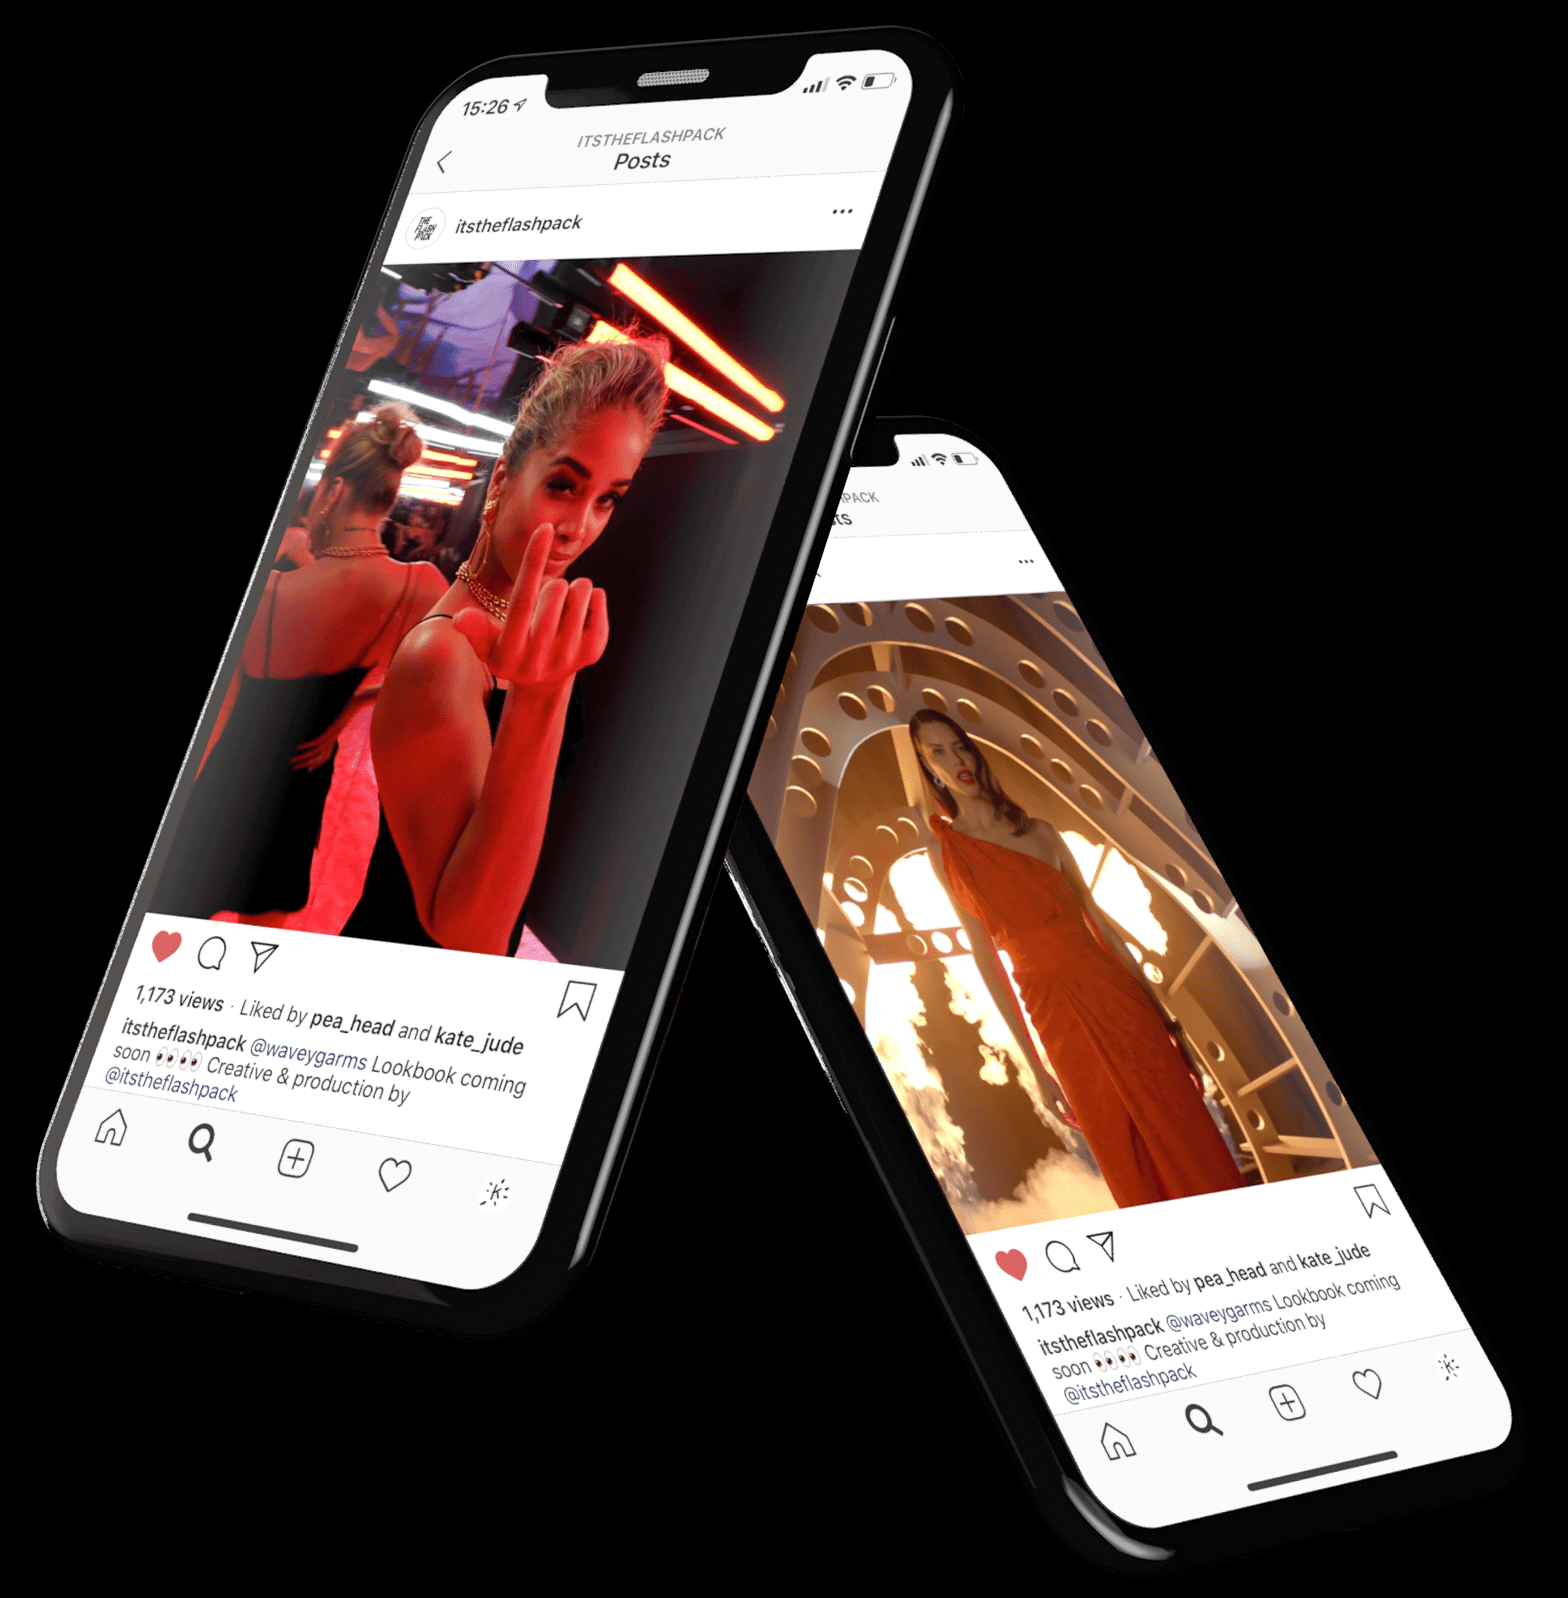 15:26
ITSTHEFLASHPACK
Posts
THE
FLASH
PACK
itstheflashpack
1,173 views · Liked by pea_head and kate_jude
itstheflashpack @waveygarms Lookbook coming
soon 👀👀 Creative & production by
@itstheflashpack
K
PACK
ts
1,173 views · Liked by pea_head and kate_jude
itstheflashpack @waveygarms Lookbook coming
soon 👀👀 Creative & production by
@itstheflashpack
K